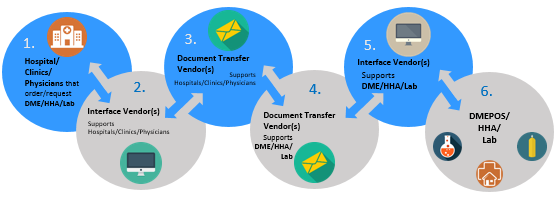 1.
Hospital/
Clinics/
Physicians that
order/request
DME/HHA/Lab
2.
Interface Vendor(s)
Supports
Hospitals/Clinics/Physicians
3.
Document Transfer
Vendor(s)
Supports
Hospitals/Clinics/Physicians
4.
Document Transfer
Vendor(s)
Supports
DME/HHA/
Lab
5.
Interface Vendor(s)
Supports
DME/HHA/Lab
6.
DMEPOS/
HHA/
Lab